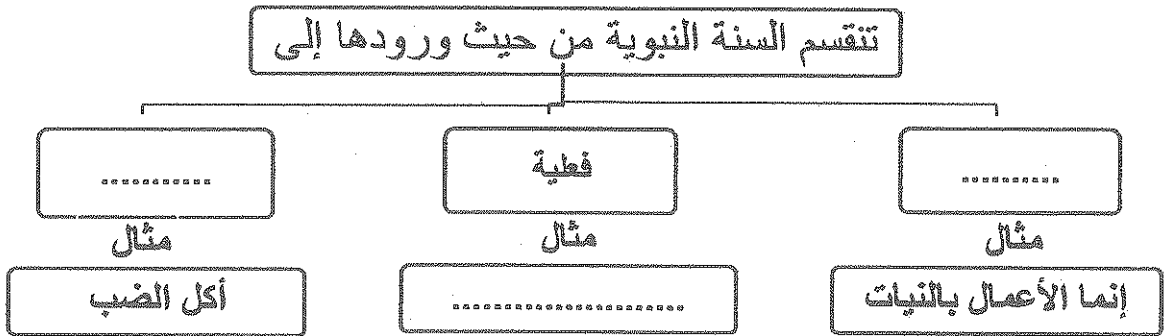 تنقسم السنة النبوية من حيث ورودها إلى
.......... فعلية ...........
مثال مثال مثال
إنما الأعمال بالنيات ....................... أكل الضب